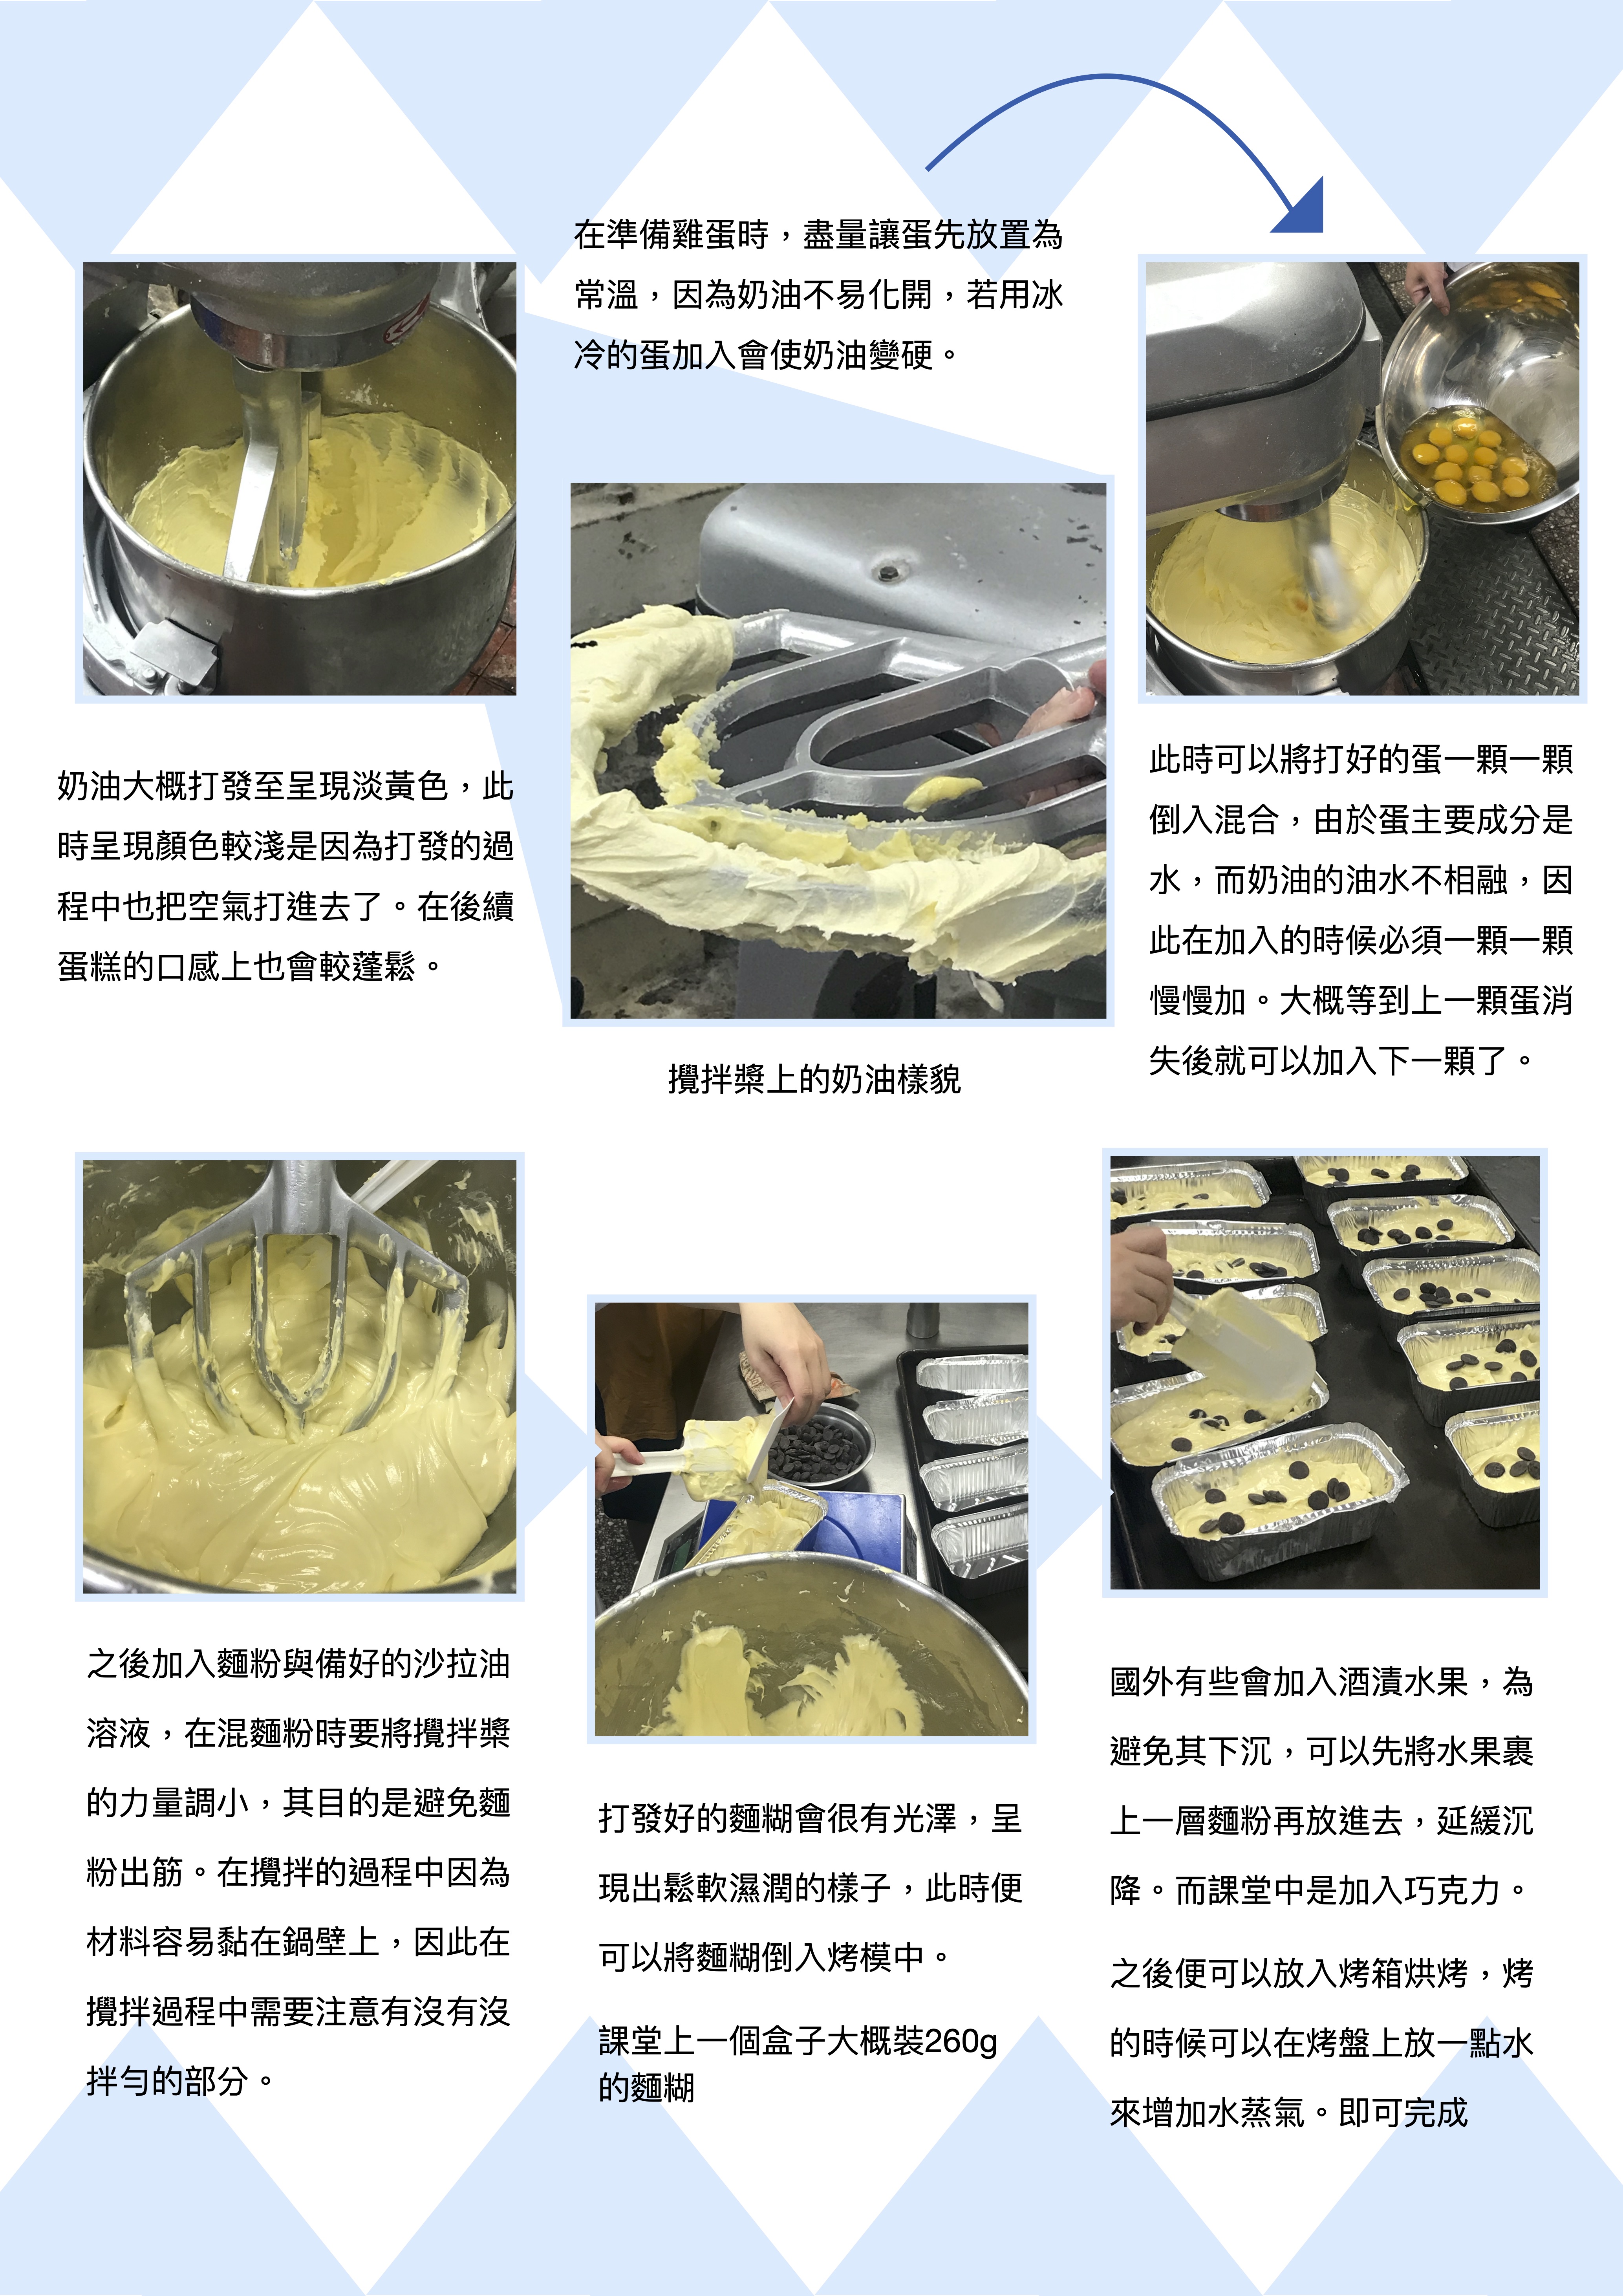 在準備雞蛋時，盡量讓蛋先放置為
常溫，因為奶油不易化開，若用冰
冷的蛋加入會使奶油變硬。
奶油大概打發至呈現淡黃色，此
時呈現顏色較淺是因為打發的過
程中也把空氣打進去了。在後續
蛋糕的口感上也會較蓬鬆。
攪拌槳上的奶油樣貌
此時可以將打好的蛋一顆一顆
倒入混合，由於蛋主要成分是
水，而奶油的油水不相融，因
此在加入的時候必須一顆一顆
慢慢加。大概等到上一顆蛋消
失後就可以加入下一顆了。
之後加入麵粉與備好的沙拉油
溶液，在混麵粉時要將攪拌槳
的力量調小，其目的是避免麵
粉出筋。在攪拌的過程中因為
材料容易黏在鍋壁上，因此在
攪拌過程中需要注意有沒有沒
拌勻的部分。
打發好的麵糊會很有光澤，呈
現出鬆軟濕潤的樣子，此時便
可以將麵糊倒入烤模中。
課堂上一個盒子大概裝260g
的麵糊
國外有些會加入酒漬水果，為
避免其下沉，可以先將水果裹
上一層麵粉再放進去，延緩沉
降。而課堂中是加入巧克力。
之後便可以放入烤箱烘烤，烤
的時候可以在烤盤上放一點水
來增加水蒸氣。即可完成